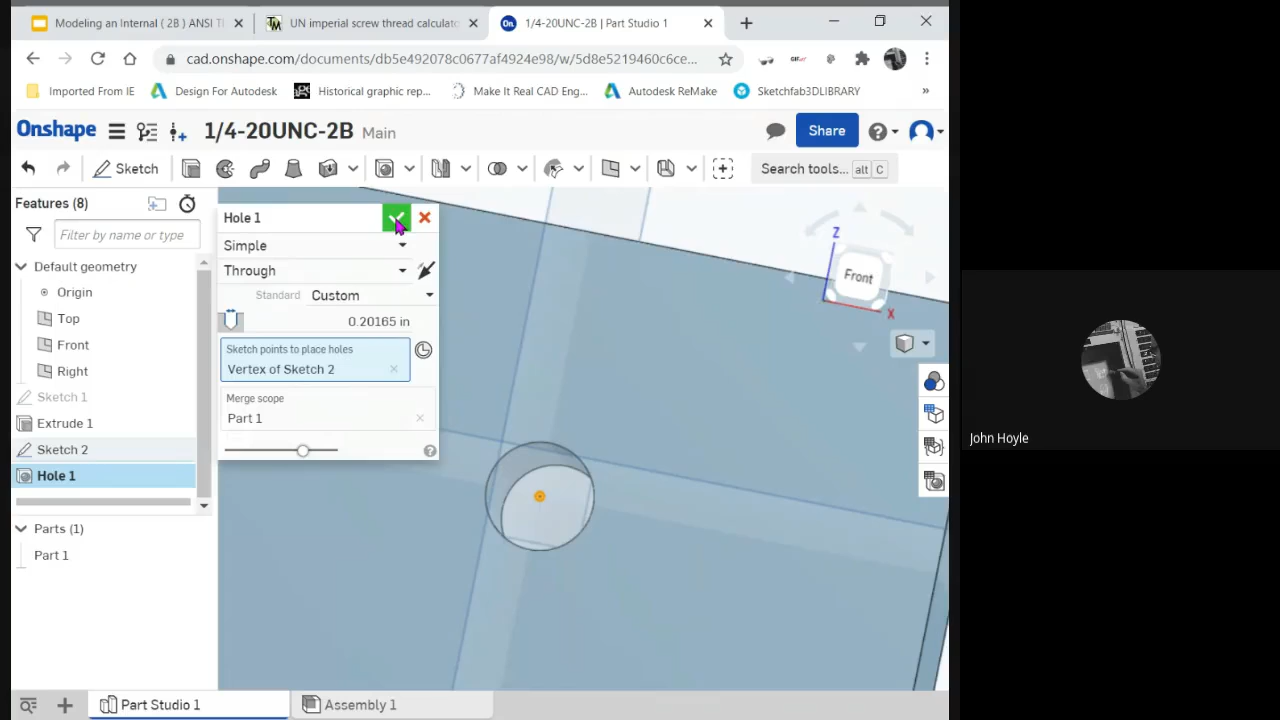 Modeling an Internal ( 2B ) ANSI T
UN imperial screw thread calculato
1/4-20UNC-2B | Part Studio 1
cad.onshape.com/documents/db5e492078c0677af4924e98/w/5d8e5219460c6ce...
Imported From IE
Design For Autodesk
Historical graphic rep...
Make It Real CAD Eng...
Autodesk ReMake
Sketchfab3DLIBRARY
»
Onshape
1/4-20UNC-2B Main
Share
Sketch
Search tools... alt C
Features (8)
Filter by name or type
Default geometry
Origin
Top
Front
Right
Sketch 1
Extrude 1
Sketch 2
Hole 1
Parts (1)
Part 1
Hole 1
Simple
Through
Standard Custom
0.20165 in
Sketch points to place holes
Vertex of Sketch 2
Merge scope
Part 1
Z
Front
X
John Hoyle
Part Studio 1
Assembly 1